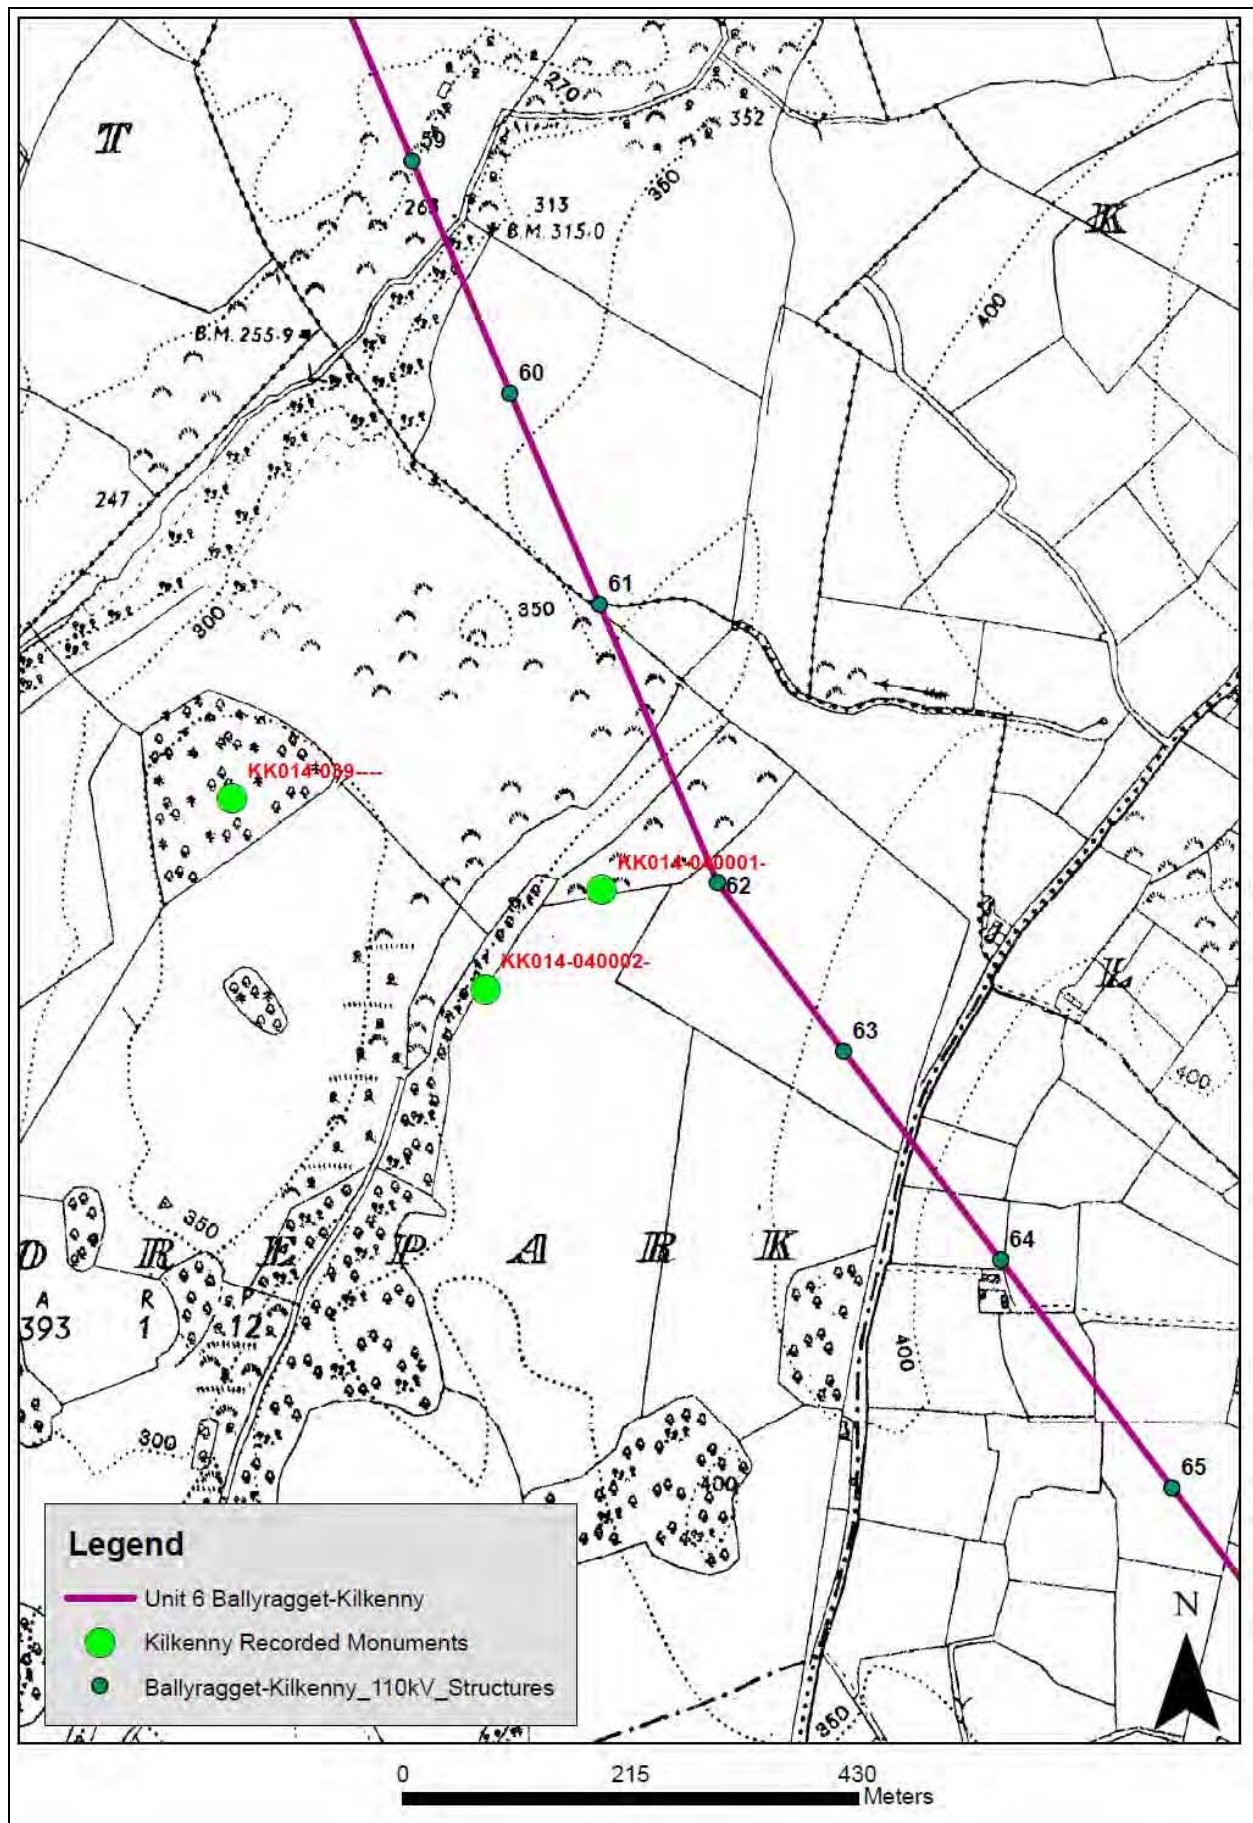 270
T
352
59
350
263
313
K
B.M. 315·0
400
B.M. 255·9
60
247
61
350
300
KK014-039----
KK014-040001-
62
KK014-040002-
L
63
400
350
64
O R E P A R K
A R P
393 1 12
400
300
65
400
Legend
Unit 6 Ballyragget-Kilkenny
Kilkenny Recorded Monuments
Ballyragget-Kilkenny_110kV_Structures
N
350
0 215 430
Meters